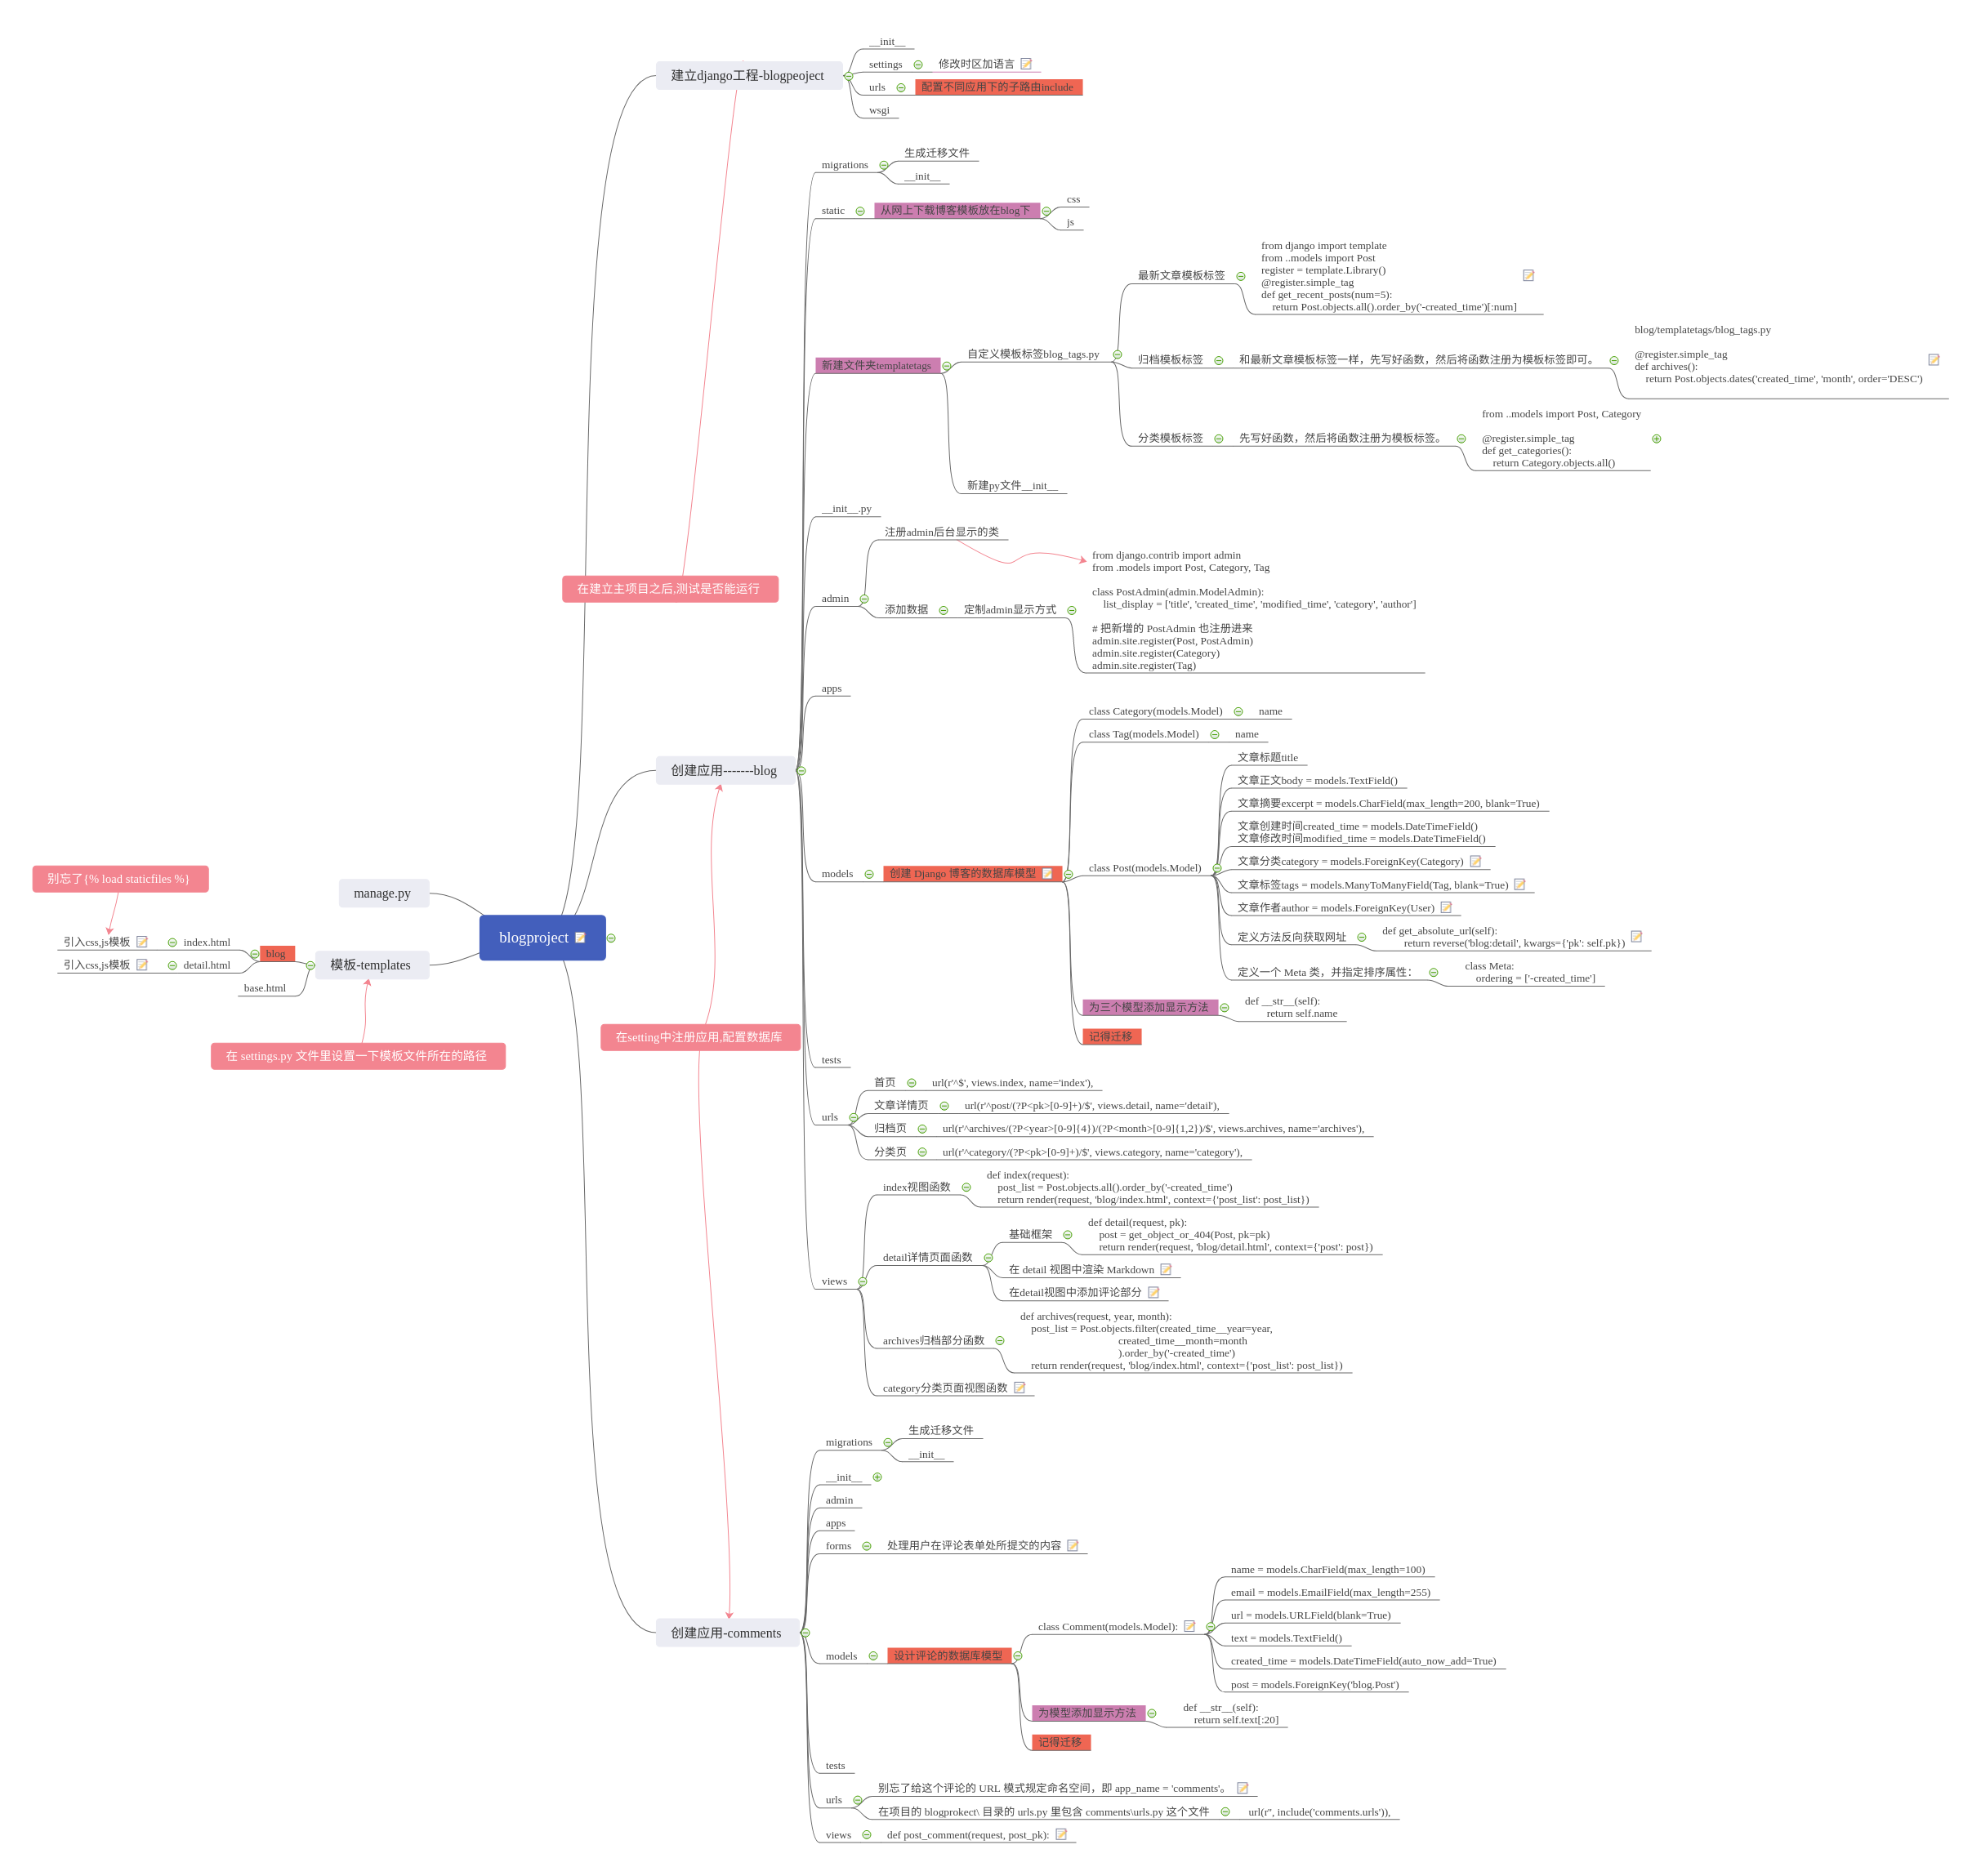 blogproject
建立django工程-blogpeoject
__init__
settings
修改时区加语言
urls
配置不同应用下的子路由include
wsgi
在建立主项目之后,测试是否能运行
创建应用-------blog
migrations
生成迁移文件
__init__
static
从网上下载博客模板放在blog下
css
js
新建文件夹templatetags
自定义模板标签blog_tags.py
最新文章模板标签
from django import template
from ..models import Post
register = template.Library()
@register.simple_tag
def get_recent_posts(num=5):
    return Post.objects.all().order_by('-created_time')[:num]
归档模板标签
和最新文章模板标签一样，先写好函数，然后将函数注册为模板标签即可。
blog/templatetags/blog_tags.py
@register.simple_tag
def archives():
    return Post.objects.dates('created_time', 'month', order='DESC')
分类模板标签
先写好函数，然后将函数注册为模板标签。
from ..models import Post, Category
@register.simple_tag
def get_categories():
    return Category.objects.all()
新建py文件__init__
__init__.py
admin
注册admin后台显示的类
添加数据
定制admin显示方式
from django.contrib import admin
from .models import Post, Category, Tag
class PostAdmin(admin.ModelAdmin):
    list_display = ['title', 'created_time', 'modified_time', 'category', 'author']
# 把新增的 PostAdmin 也注册进来
admin.site.register(Post, PostAdmin)
admin.site.register(Category)
admin.site.register(Tag)
apps
models
创建 Django 博客的数据库模型
class Category(models.Model)
name
class Tag(models.Model)
name
class Post(models.Model)
文章标题title
文章正文body = models.TextField()
文章摘要excerpt = models.CharField(max_length=200, blank=True)
文章创建时间created_time = models.DateTimeField()
文章修改时间modified_time = models.DateTimeField()
文章分类category = models.ForeignKey(Category)
文章标签tags = models.ManyToManyField(Tag, blank=True)
文章作者author = models.ForeignKey(User)
定义方法反向获取网址
def get_absolute_url(self):
        return reverse('blog:detail', kwargs={'pk': self.pk})
定义一个 Meta 类，并指定排序属性：
class Meta:
    ordering = ['-created_time']
为三个模型添加显示方法
def __str__(self):
        return self.name
记得迁移
tests
urls
首页
url(r'^$', views.index, name='index'),
文章详情页
url(r'^post/(?P<pk>[0-9]+)/$', views.detail, name='detail'),
归档页
url(r'^archives/(?P<year>[0-9]{4})/(?P<month>[0-9]{1,2})/$', views.archives, name='archives'),
分类页
url(r'^category/(?P<pk>[0-9]+)/$', views.category, name='category'),
views
index视图函数
def index(request):
    post_list = Post.objects.all().order_by('-created_time')
    return render(request, 'blog/index.html', context={'post_list': post_list})
detail详情页面函数
基础框架
def detail(request, pk):
    post = get_object_or_404(Post, pk=pk)
    return render(request, 'blog/detail.html', context={'post': post})
在 detail 视图中渲染 Markdown
在detail视图中添加评论部分
archives归档部分函数
def archives(request, year, month):
    post_list = Post.objects.filter(created_time__year=year,
                                    created_time__month=month
                                    ).order_by('-created_time')
    return render(request, 'blog/index.html', context={'post_list': post_list})
category分类页面视图函数
在setting中注册应用,配置数据库
创建应用-comments
migrations
生成迁移文件
__init__
__init__
admin
apps
forms
处理用户在评论表单处所提交的内容
models
设计评论的数据库模型
class Comment(models.Model):
name = models.CharField(max_length=100)
email = models.EmailField(max_length=255)
url = models.URLField(blank=True)
text = models.TextField()
created_time = models.DateTimeField(auto_now_add=True)
post = models.ForeignKey('blog.Post')
为模型添加显示方法
def __str__(self):
    return self.text[:20]
记得迁移
tests
urls
别忘了给这个评论的 URL 模式规定命名空间，即 app_name = 'comments'。
在项目的 blogprokect\ 目录的 urls.py 里包含 comments\urls.py 这个文件
url(r'', include('comments.urls')),
views
def post_comment(request, post_pk):
manage.py
模板-templates
blog
index.html
引入css,js模板
detail.html
引入css,js模板
base.html
别忘了{% load staticfiles %}
在 settings.py 文件里设置一下模板文件所在的路径